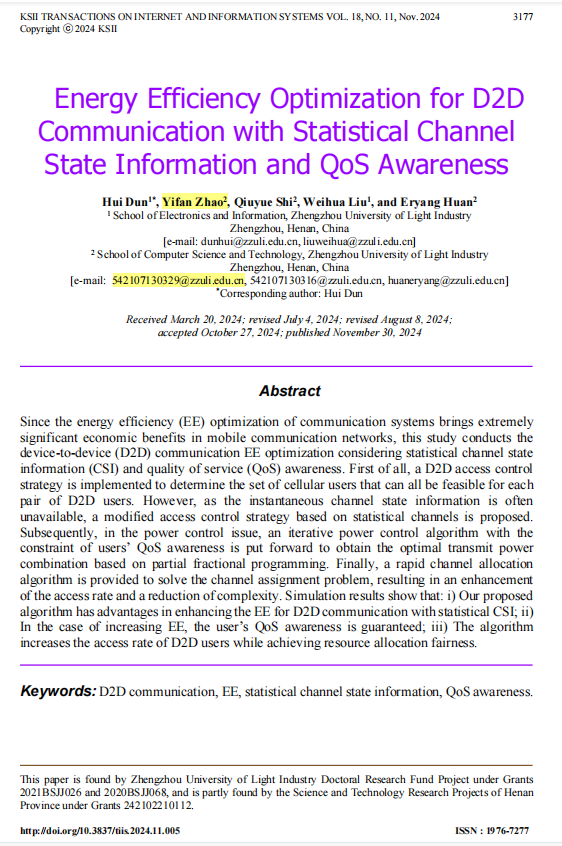 KSII TRANSACTIONS ON INTERNET AND INFORMATION SYSTEMS VOL. 18, NO. 11, Nov. 2024 3177
Copyright ⓒ 2024 KSII
Energy Efficiency Optimization for D2D
Communication with Statistical Channel
State Information and QoS Awareness
Hui Dun1*, Yifan Zhao2, Qiuyue Shi2, Weihua Liu1, and Eryang Huan2
1 School of Electronics and Information, Zhengzhou University of Light Industry
Zhengzhou, Henan, China
[e-mail: dunhui@zzuli.edu.cn, liuweihua@zzuli.edu.cn]
2 School of Computer Science and Technology, Zhengzhou University of Light Industry
Zhengzhou, Henan, China
[e-mail: 542107130329@zzuli.edu.cn, 542107130316@zzuli.edu.cn, huaneryang@zzuli.edu.cn]
*Corresponding author: Hui Dun
Received March 20, 2024; revised July 4, 2024; revised August 8, 2024;
accepted October 27, 2024; published November 30, 2024
Abstract
Since the energy efficiency (EE) optimization of communication systems brings extremely
significant economic benefits in mobile communication networks, this study conducts the
device-to-device (D2D) communication EE optimization considering statistical channel state
information (CSI) and quality of service (QoS) awareness. First of all, a D2D access control
strategy is implemented to determine the set of cellular users that can all be feasible for each
pair of D2D users. However, as the instantaneous channel state information is often
unavailable, a modified access control strategy based on statistical channels is proposed.
Subsequently, in the power control issue, an iterative power control algorithm with the
constraint of users' QoS awareness is put forward to obtain the optimal transmit power
combination based on partial fractional programming. Finally, a rapid channel allocation
algorithm is provided to solve the channel assignment problem, resulting in an enhancement
of the access rate and a reduction of complexity. Simulation results show that: i) Our proposed
algorithm has advantages in enhancing the EE for D2D communication with statistical CSI; ii)
In the case of increasing EE, the user's QoS awareness is guaranteed; iii) The algorithm
increases the access rate of D2D users while achieving resource allocation fairness.
Keywords: D2D communication, EE, statistical channel state information, QoS awareness.
This paper is found by Zhengzhou University of Light Industry Doctoral Research Fund Project under Grants
2021BSJJ026 and 2020BSJJ068, and is partly found by the Science and Technology Research Projects of Henan
Province under Grants 242102210112.
http://doi.org/10.3837/tiis.2024.11.005 ISSN : 1976-7277